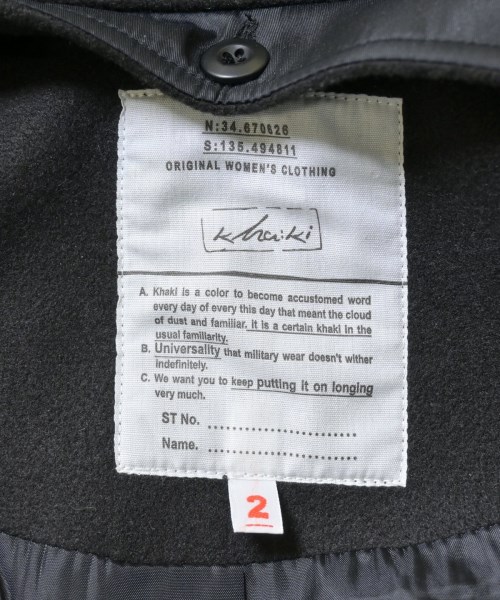 N:34.670626
S:135.494811
ORIGINAL WOMEN'S CLOTHING
kha:ki
A. Khaki is a color to become accustomed word
every day of every this day that meant the cloud
of dust and familiar, it is a certain khaki in the
usual familiarity.
B. Universality that military wear doesn't wither
indefinitely.
C. We want you to keep putting it on longing
very much.
ST No. ........................
Name. ........................
2